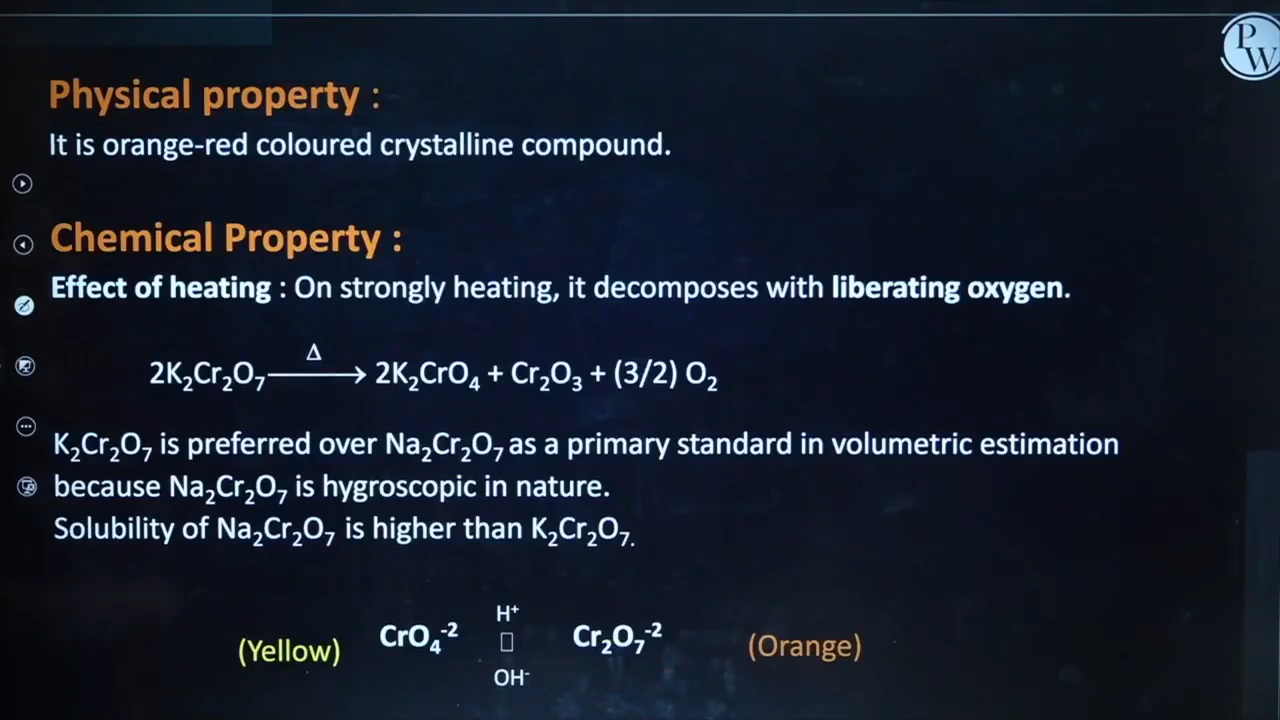 PW
Physical property :
It is orange-red coloured crystalline compound.
Chemical Property :
Effect of heating : On strongly heating, it decomposes with liberating oxygen.
Δ
2K₂Cr₂O₇ ⟶ 2K₂CrO₄ + Cr₂O₃ + (3/2) O₂
K₂Cr₂O₇ is preferred over Na₂Cr₂O₇ as a primary standard in volumetric estimation
because Na₂Cr₂O₇ is hygroscopic in nature.
Solubility of Na₂Cr₂O₇ is higher than K₂Cr₂O₇.
H⁺
(Yellow) CrO₄⁻² ▯ Cr₂O₇⁻² (Orange)
OH⁻